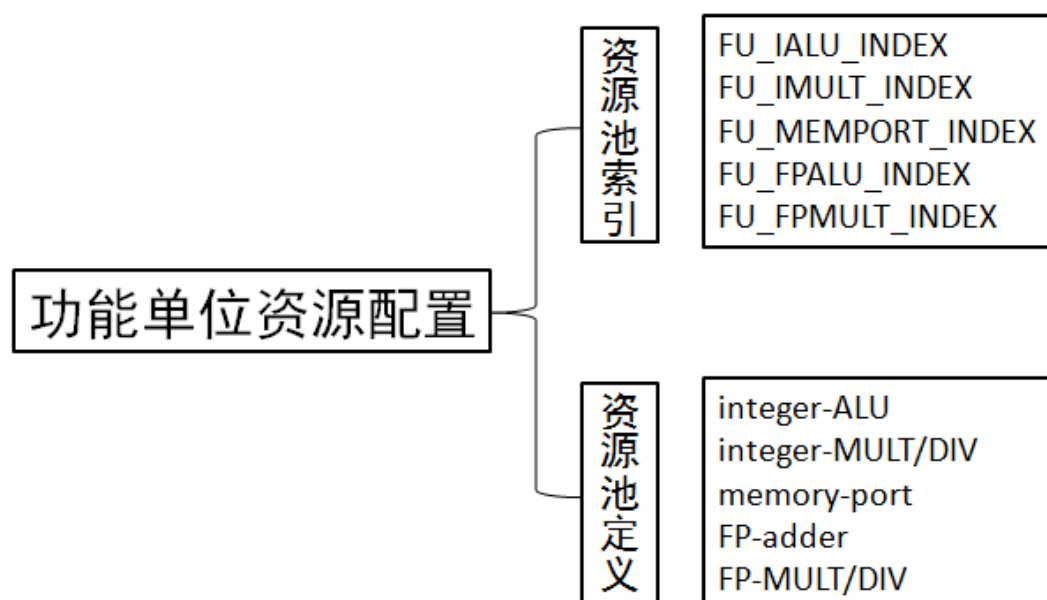 功能单位资源配置
资源池索引
FU_IALU_INDEX
FU_IMULT_INDEX
FU_MEMPORT_INDEX
FU_FPALU_INDEX
FU_FPMULT_INDEX
资源池定义
integer-ALU
integer-MULT/DIV
memory-port
FP-adder
FP-MULT/DIV